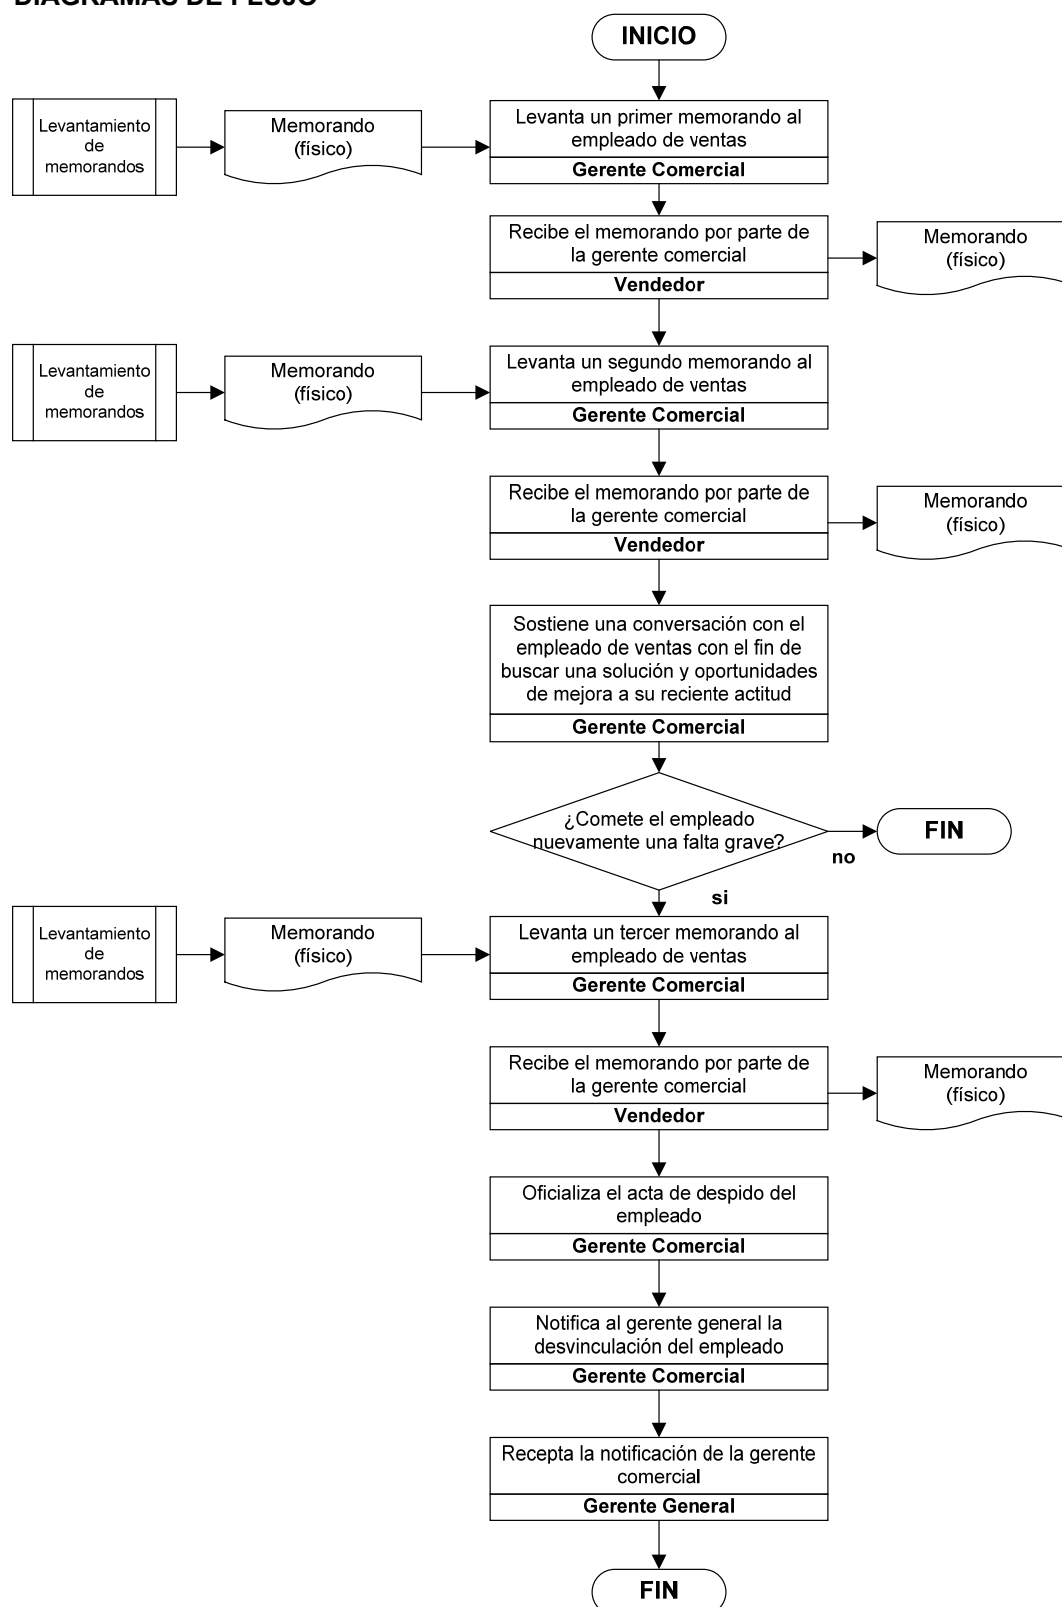 DIAGRAMAS DE FLUJO
INICIO
Levantamiento
de
memorandos
Memorando
(físico)
Levanta un primer memorando al
empleado de ventas
Gerente Comercial
Recibe el memorando por parte de
la gerente comercial
Vendedor
Memorando
(físico)
Levantamiento
de
memorandos
Memorando
(físico)
Levanta un segundo memorando al
empleado de ventas
Gerente Comercial
Recibe el memorando por parte de
la gerente comercial
Vendedor
Memorando
(físico)
Sostiene una conversación con el
empleado de ventas con el fin de
buscar una solución y oportunidades
de mejora a su reciente actitud
Gerente Comercial
¿Comete el empleado
nuevamente una falta grave?
no
FIN
si
Levantamiento
de
memorandos
Memorando
(físico)
Levanta un tercer memorando al
empleado de ventas
Gerente Comercial
Recibe el memorando por parte de
la gerente comercial
Vendedor
Memorando
(físico)
Oficializa el acta de despido del
empleado
Gerente Comercial
Notifica al gerente general la
desvinculación del empleado
Gerente Comercial
Recepta la notificación de la gerente
comercial
Gerente General
FIN